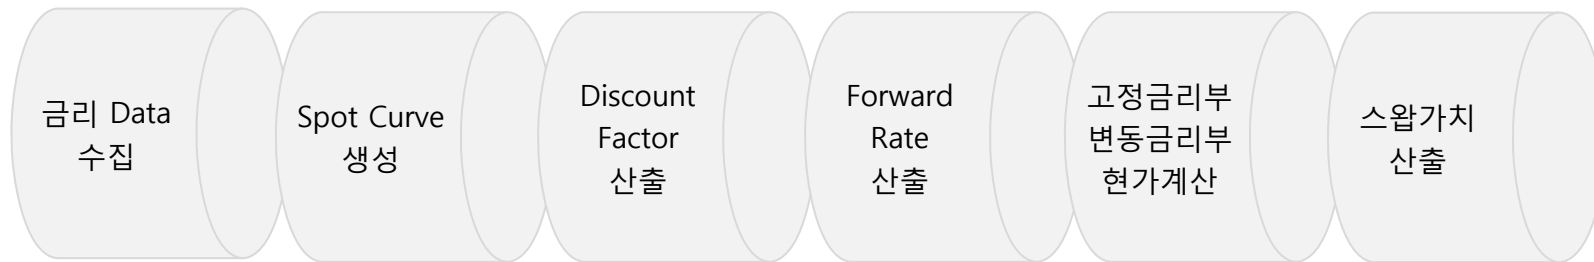 금리 Data
수집
Spot Curve
생성
Discount
Factor
산출
Forward
Rate
산출
고정금리부
변동금리부
현가계산
스왑가치
산출